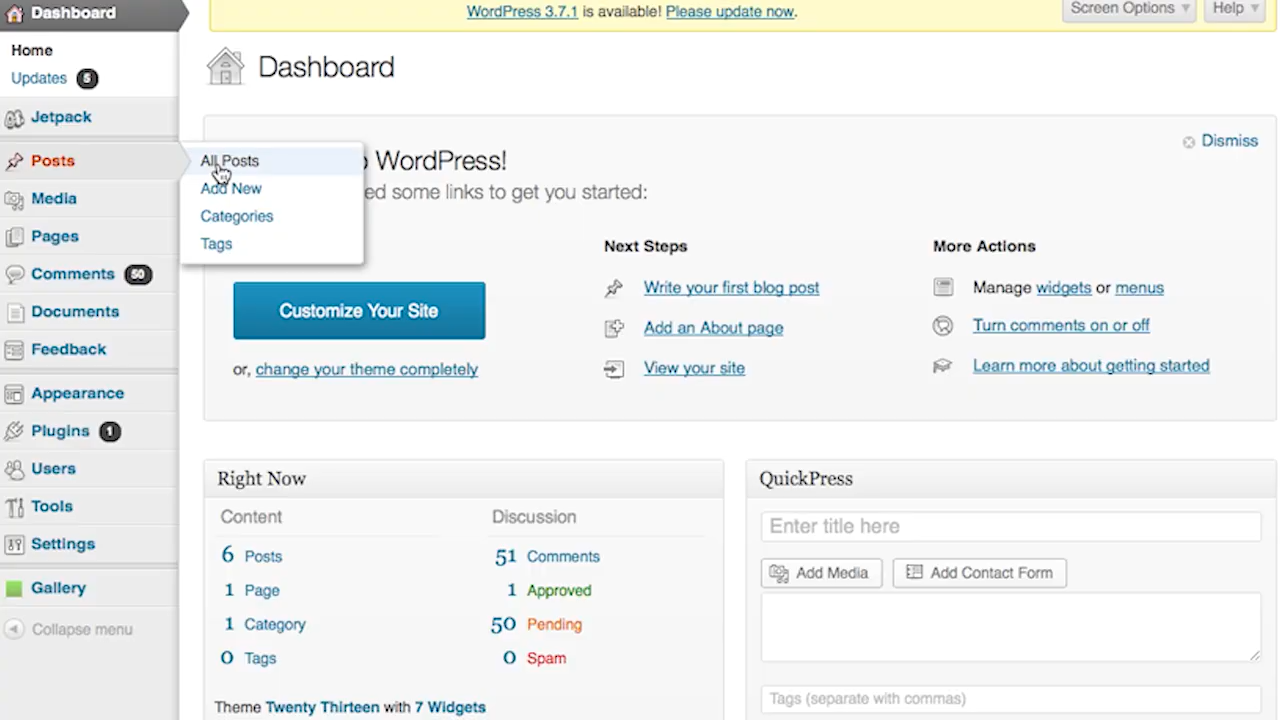 Dashboard
WordPress 3.7.1 is available! Please update now.
Screen Options
Help
Home
Updates 5
Jetpack
Posts
Media
Pages
Comments 50
Documents
Feedback
Appearance
Plugins 1
Users
Tools
Settings
Gallery
Collapse menu
All Posts
Add New
Categories
Tags
Dashboard
WordPress!
some links to get you started:
Dismiss
Customize Your Site
or, change your theme completely
Next Steps
Write your first blog post
Add an About page
View your site
More Actions
Manage widgets or menus
Turn comments on or off
Learn more about getting started
Right Now
Content
6 Posts
1 Page
1 Category
0 Tags
Discussion
51 Comments
1 Approved
50 Pending
0 Spam
Theme Twenty Thirteen with 7 Widgets
QuickPress
Enter title here
Add Media
Add Contact Form
Tags (separate with commas)